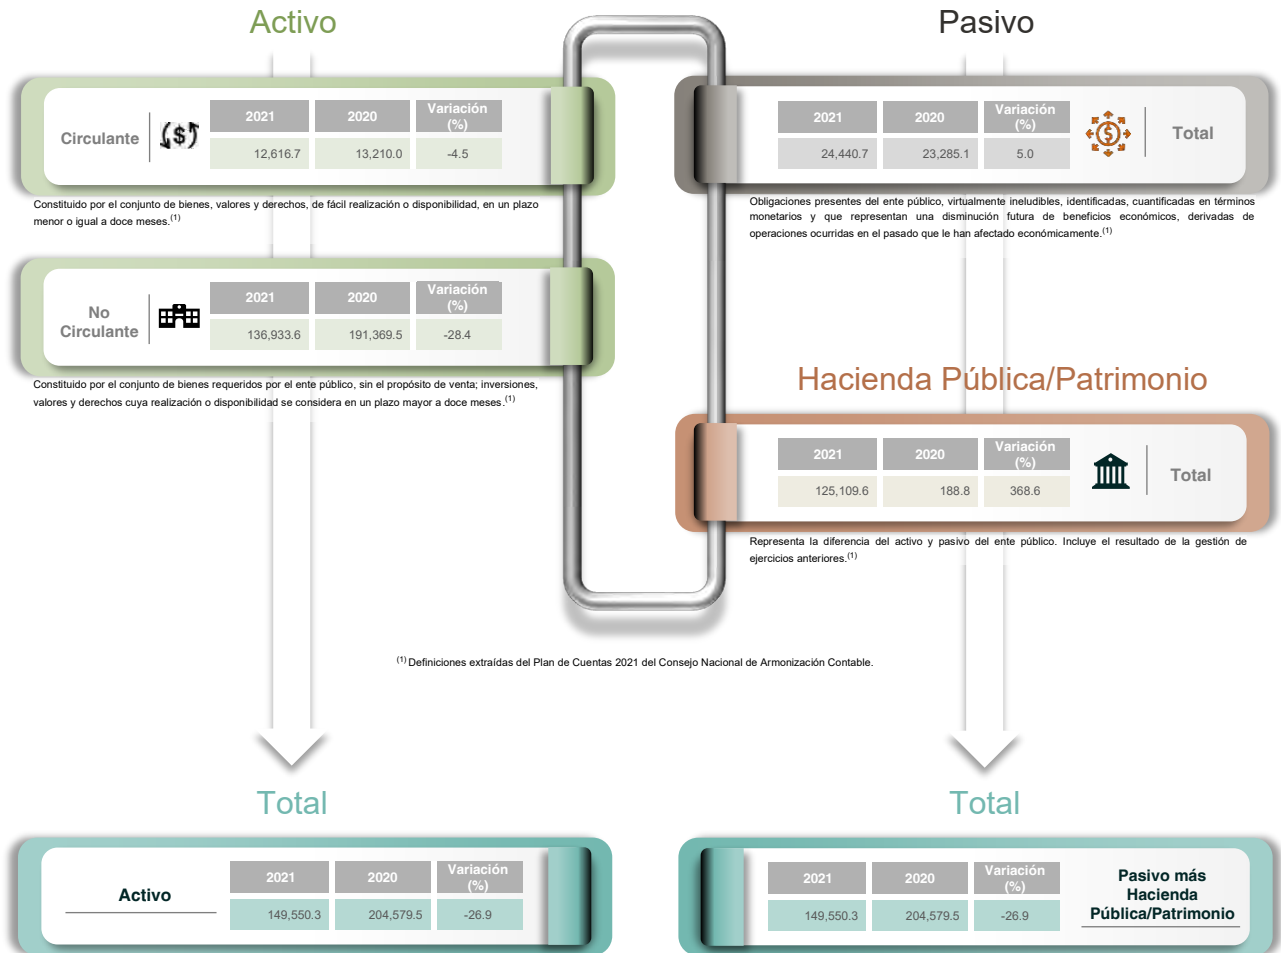 Activo
Circulante
2021 2020 Variación (%)
12,616.7 13,210.0 -4.5
Constituido por el conjunto de bienes, valores y derechos, de fácil realización o disponibilidad, en un plazo
menor o igual a doce meses.(1)
No Circulante
2021 2020 Variación (%)
136,933.6 191,369.5 -28.4
Constituido por el conjunto de bienes requeridos por el ente público, sin el propósito de venta; inversiones,
valores y derechos cuya realización o disponibilidad se considera en un plazo mayor a doce meses.(1)
Pasivo
2021 2020 Variación (%)
24,440.7 23,285.1 5.0
Total
Obligaciones presentes del ente público, virtualmente ineludibles, identificadas, cuantificadas en términos
monetarios y que representan una disminución futura de beneficios económicos, derivadas de
operaciones ocurridas en el pasado que le han afectado económicamente.(1)
Hacienda Pública/Patrimonio
2021 2020 Variación (%)
125,109.6 188.8 368.6
Total
Representa la diferencia del activo y pasivo del ente público. Incluye el resultado de la gestión de
ejercicios anteriores.(1)
(1) Definiciones extraídas del Plan de Cuentas 2021 del Consejo Nacional de Armonización Contable.
Total
Activo
2021 2020 Variación (%)
149,550.3 204,579.5 -26.9
Total
2021 2020 Variación (%)
149,550.3 204,579.5 -26.9
Pasivo más
Hacienda
Pública/Patrimonio